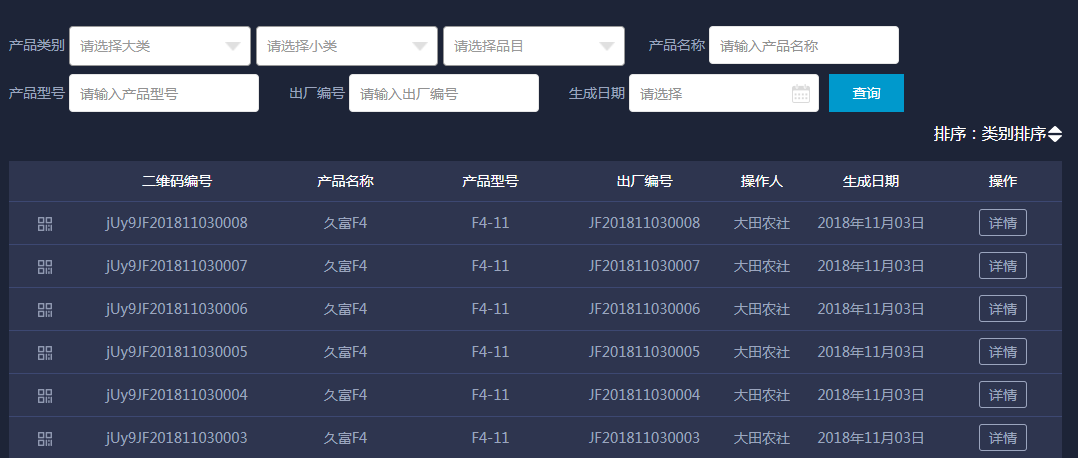 产品类别 请选择大类 请选择小类 请选择品目 产品名称 请输入产品名称
产品型号 请输入产品型号 出厂编号 请输入出厂编号 生成日期 请选择 查询
排序：类别排序
二维码编号 产品名称 产品型号 出厂编号 操作人 生成日期 操作
jUy9JF201811030008 久富F4 F4-11 JF201811030008 大田农社 2018年11月03日 详情
jUy9JF201811030007 久富F4 F4-11 JF201811030007 大田农社 2018年11月03日 详情
jUy9JF201811030006 久富F4 F4-11 JF201811030006 大田农社 2018年11月03日 详情
jUy9JF201811030005 久富F4 F4-11 JF201811030005 大田农社 2018年11月03日 详情
jUy9JF201811030004 久富F4 F4-11 JF201811030004 大田农社 2018年11月03日 详情
jUy9JF201811030003 久富F4 F4-11 JF201811030003 大田农社 2018年11月03日 详情